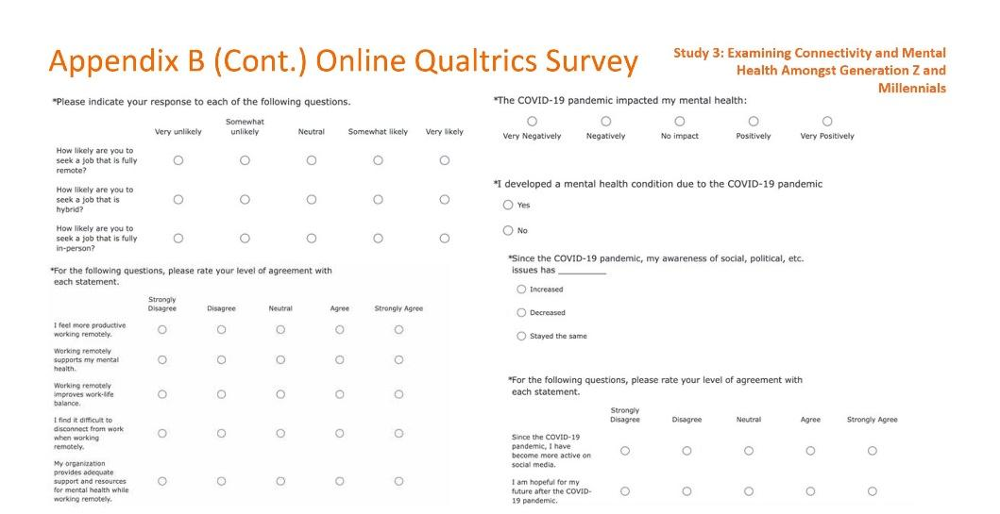 Appendix B (Cont.) Online Qualtrics Survey
Study 3: Examining Connectivity and Mental
Health Amongst Generation Z and
Millennials
*Please indicate your response to each of the following questions.
Very unlikely
Somewhat
unlikely
Neutral
Somewhat likely
Very likely
How likely are you to
seek a job that is fully
remote?
How likely are you to
seek a job that is
hybrid?
How likely are you to
seek a job that is fully
in-person?
*For the following questions, please rate your level of agreement with
each statement.
Strongly
Disagree
Disagree
Neutral
Agree
Strongly Agree
I feel more productive
working remotely.
Working remotely
supports my mental
health.
Working remotely
improves work-life
balance.
I find it difficult to
disconnect from work
when working
remotely.
My organization
provides adequate
support and resources
for mental health while
working remotely.
*The COVID-19 pandemic impacted my mental health:
Very Negatively
Negatively
No impact
Positively
Very Positively
*I developed a mental health condition due to the COVID-19 pandemic
Yes
No
*Since the COVID-19 pandemic, my awareness of social, political, etc.
issues has _________
Increased
Decreased
Stayed the same
*For the following questions, please rate your level of agreement with
each statement.
Strongly
Disagree
Disagree
Neutral
Agree
Strongly Agree
Since the COVID-19
pandemic, I have
become more active on
social media.
I am hopeful for my
future after the COVID-
19 pandemic.